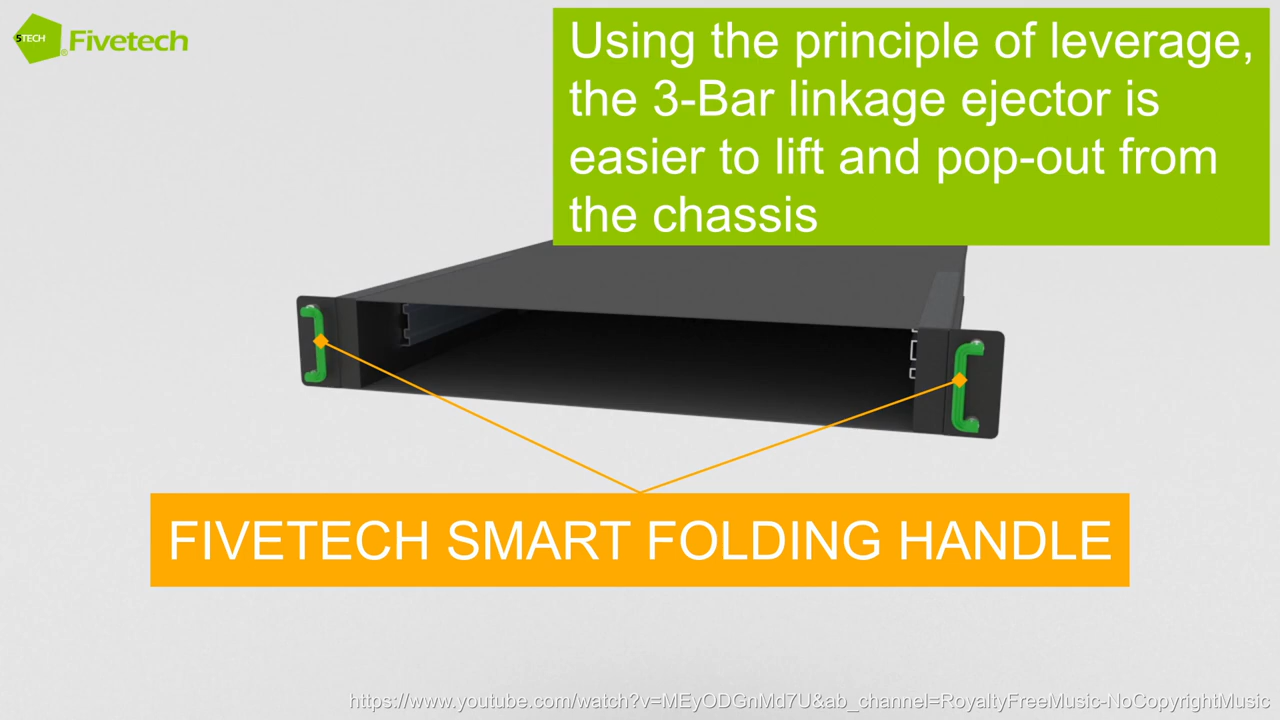 5TECH
® Fivetech
Using the principle of leverage,
the 3-Bar linkage ejector is
easier to lift and pop-out from
the chassis
FIVETECH SMART FOLDING HANDLE
https://www.youtube.com/watch?v=MEyODGnMd7U&ab_channel=RoyaltyFreeMusic-NoCopyrightMusic